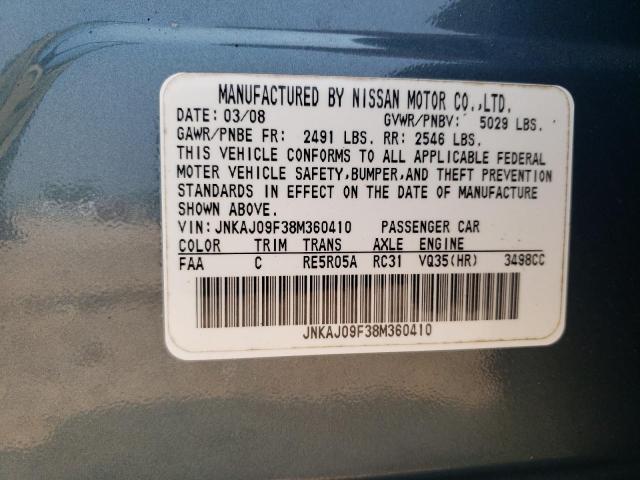 MANUFACTURED BY NISSAN MOTOR CO.,LTD.
DATE: 03/08 GVWR/PNBV: 5029 LBS.
GAWR/PNBE FR: 2491 LBS. RR: 2546 LBS.
THIS VEHICLE CONFORMS TO ALL APPLICABLE FEDERAL
MOTER VEHICLE SAFETY,BUMPER,AND THEFT PREVENTION
STANDARDS IN EFFECT ON THE DATE OF MANUFACTURE
SHOWN ABOVE.
VIN: JNKAJ09F38M360410 PASSENGER CAR
COLOR TRIM TRANS AXLE ENGINE
FAA C RE5R05A RC31 VQ35(HR) 3498CC
JNKAJ09F38M360410